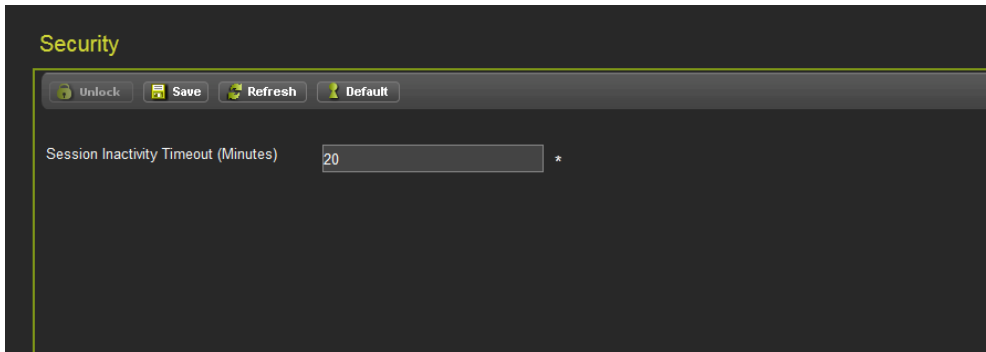 Security
Unlock Save Refresh Default
Session Inactivity Timeout (Minutes) 20 *